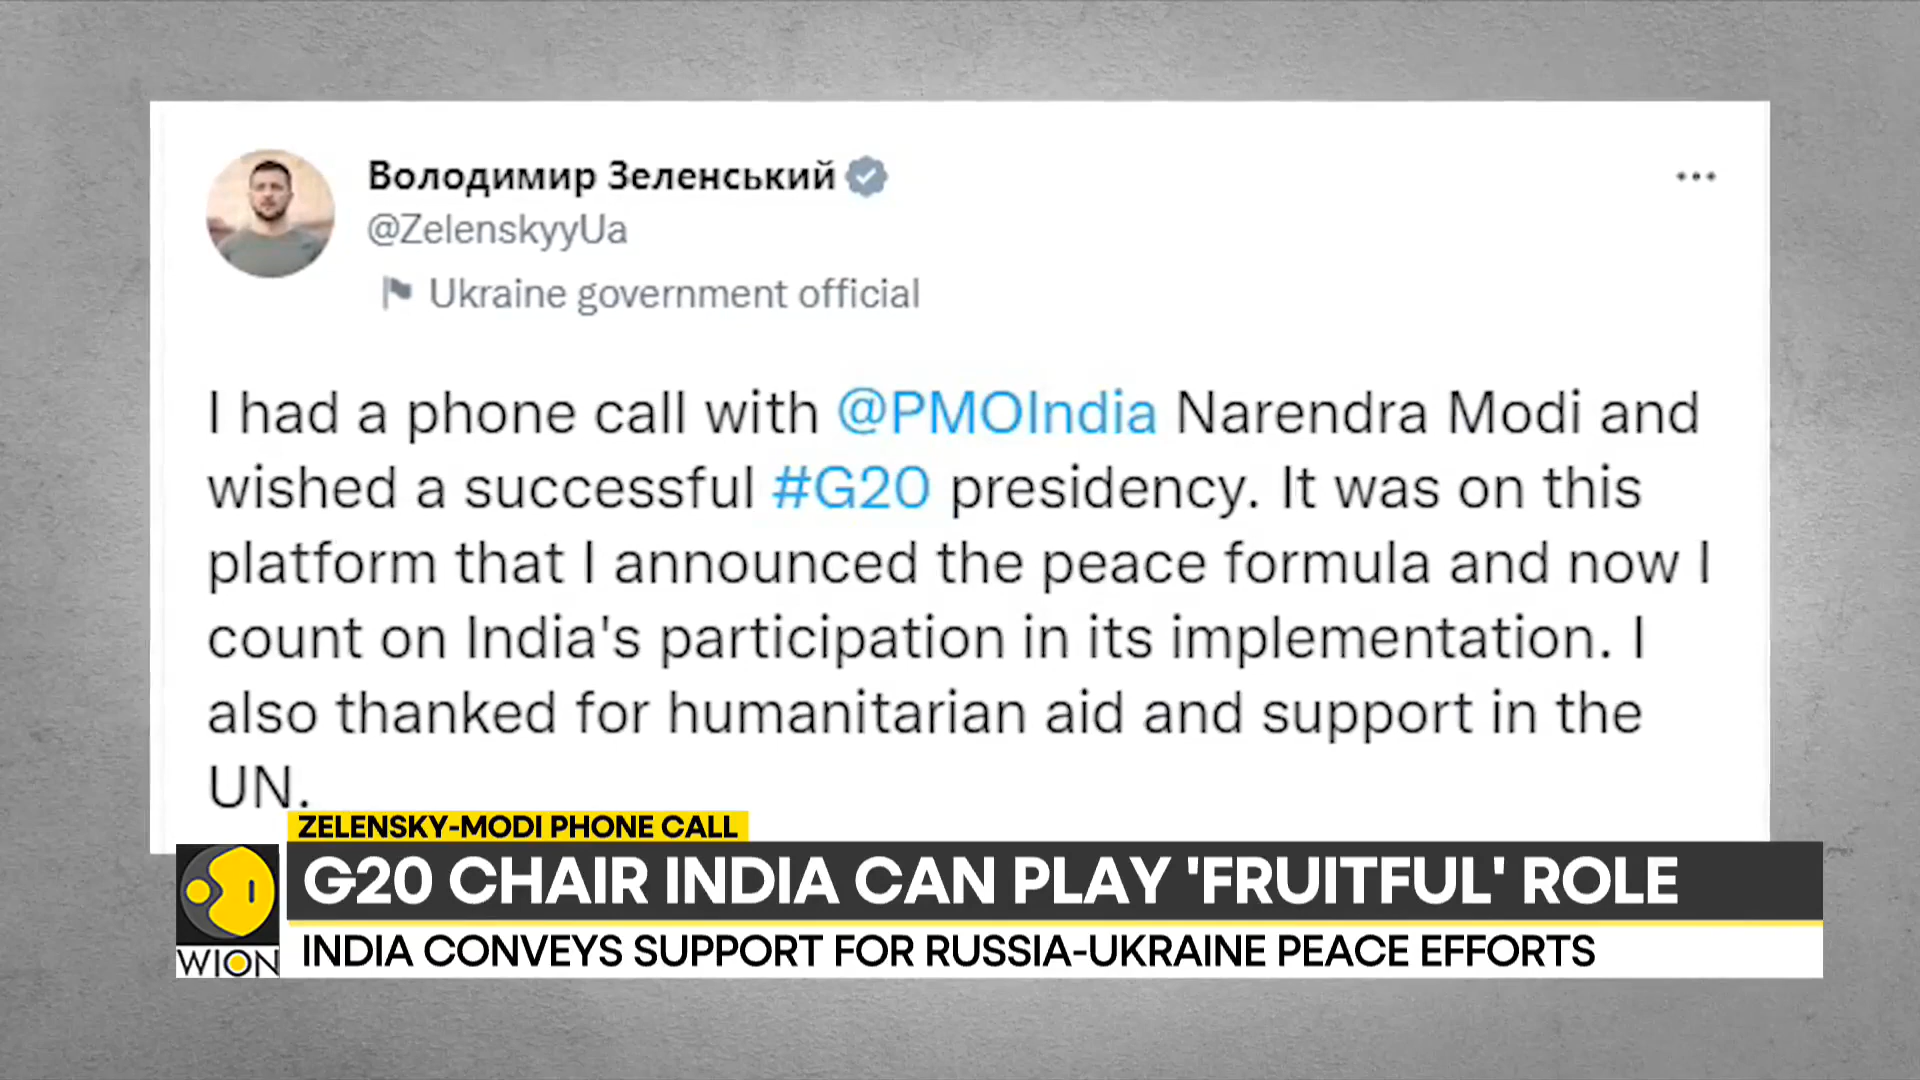 Володимир Зеленський
@ZelenskyyUa
Ukraine government official
I had a phone call with @PMOIndia Narendra Modi and
wished a successful #G20 presidency. It was on this
platform that I announced the peace formula and now I
count on India's participation in its implementation. I
also thanked for humanitarian aid and support in the
UN.
ZELENSKY-MODI PHONE CALL
G20 CHAIR INDIA CAN PLAY 'FRUITFUL' ROLE
INDIA CONVEYS SUPPORT FOR RUSSIA-UKRAINE PEACE EFFORTS
WION